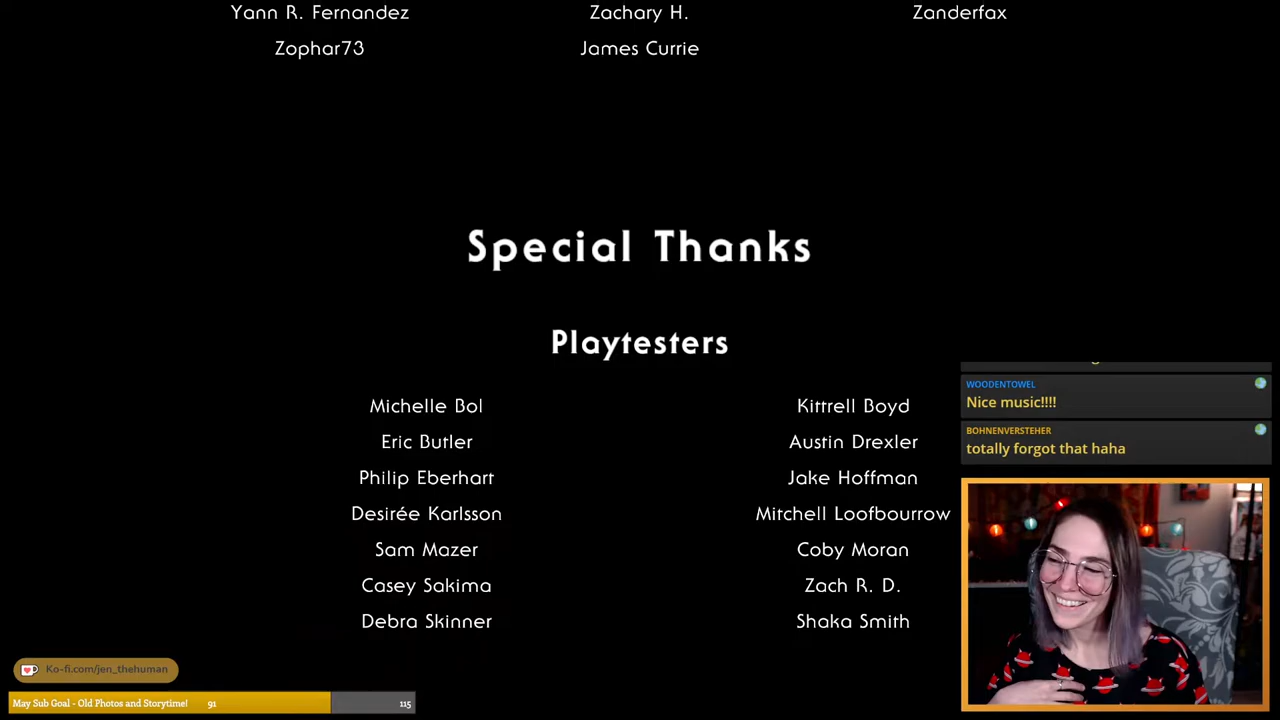 Yann R. Fernandez Zachary H. Zanderfax
Zophar73 James Currie
Special Thanks
Playtesters
Michelle Bol Kittrell Boyd
Eric Butler Austin Drexler
Philip Eberhart Jake Hoffman
Desirée Karlsson Mitchell Loofbourrow
Sam Mazer Coby Moran
Casey Sakima Zach R. D.
Debra Skinner Shaka Smith
WOODENTOWEL
Nice music!!!!
BOHNENVERSTEHER
totally forgot that haha
Ko-fi.com/jen_thehuman
May Sub Goal - Old Photos and Storytime! 91 115